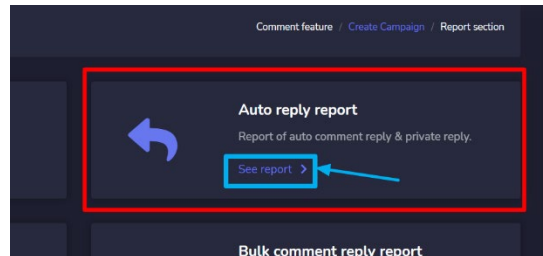 Comment feature / Create Campaign / Report section
Auto reply report
Report of auto comment reply & private reply.
See report >
Bulk comment reply report